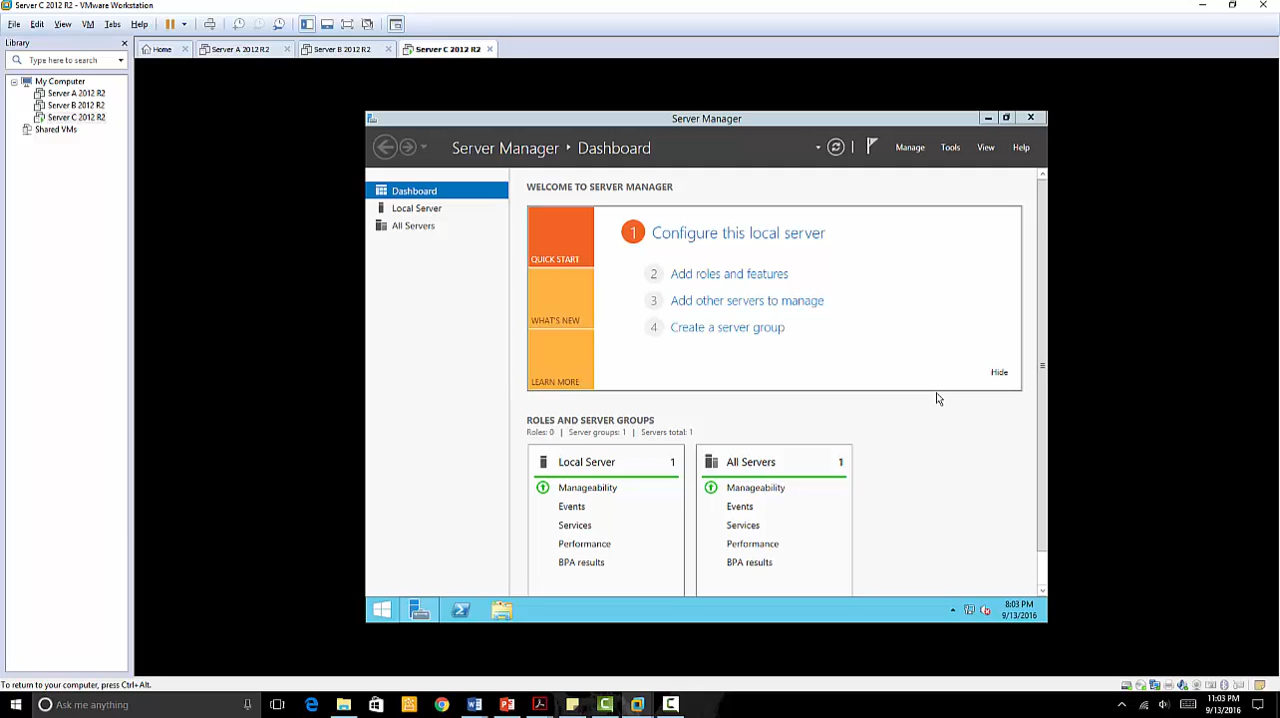 Server C 2012 R2 - VMware Workstation
File Edit View VM Tabs Help
Library
Type here to search
My Computer
Server A 2012 R2
Server B 2012 R2
Server C 2012 R2
Shared VMs
Home Server A 2012 R2 Server B 2012 R2 Server C 2012 R2
Server Manager
Server Manager Dashboard
Manage Tools View Help
Dashboard
Local Server
All Servers
WELCOME TO SERVER MANAGER
QUICK START
WHAT'S NEW
LEARN MORE
1 Configure this local server
2 Add roles and features
3 Add other servers to manage
4 Create a server group
Hide
ROLES AND SERVER GROUPS
Roles: 0 | Server groups: 1 | Servers total: 1
Local Server 1
Manageability
Events
Services
Performance
BPA results
All Servers 1
Manageability
Events
Services
Performance
BPA results
8:03 PM
9/13/2016
To return to your computer, press Ctrl+Alt.
Ask me anything
11:03 PM
9/13/2016